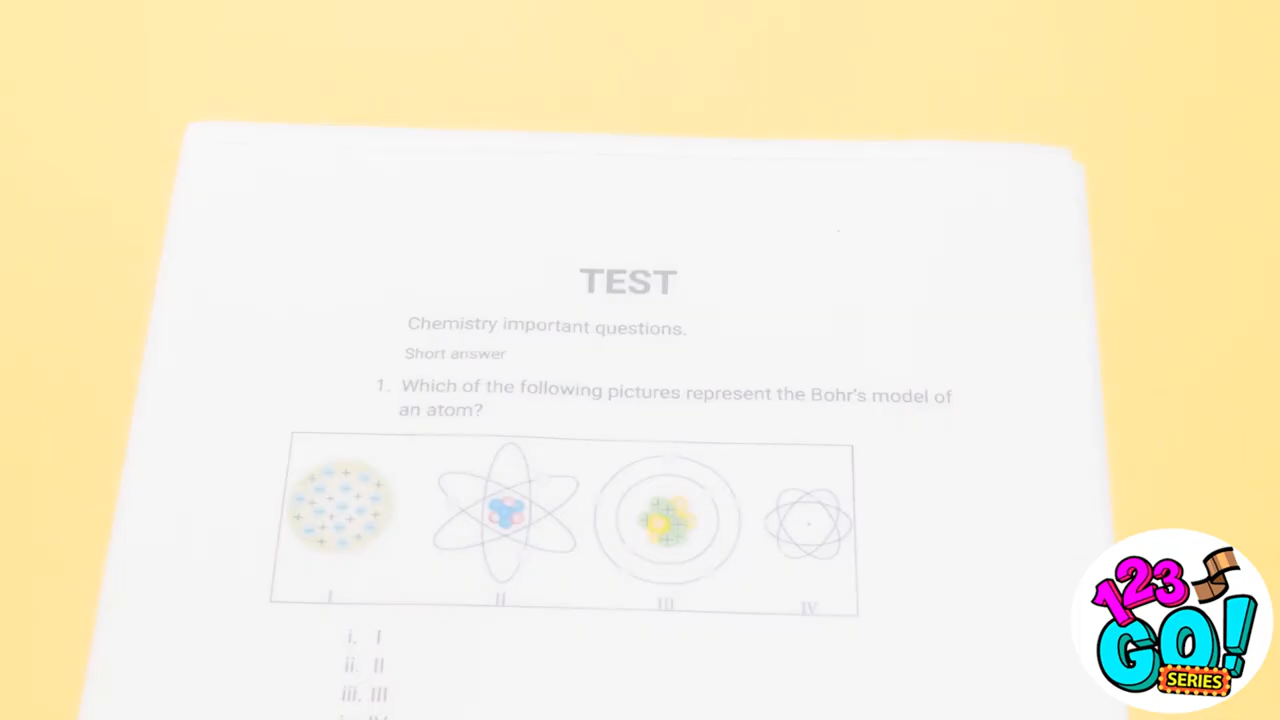 TEST
Chemistry important questions.
Short answer
1. Which of the following pictures represent the Bohr's model of
an atom?
I II III IV
i. I
ii. II
iii. III
123
GO!
SERIES